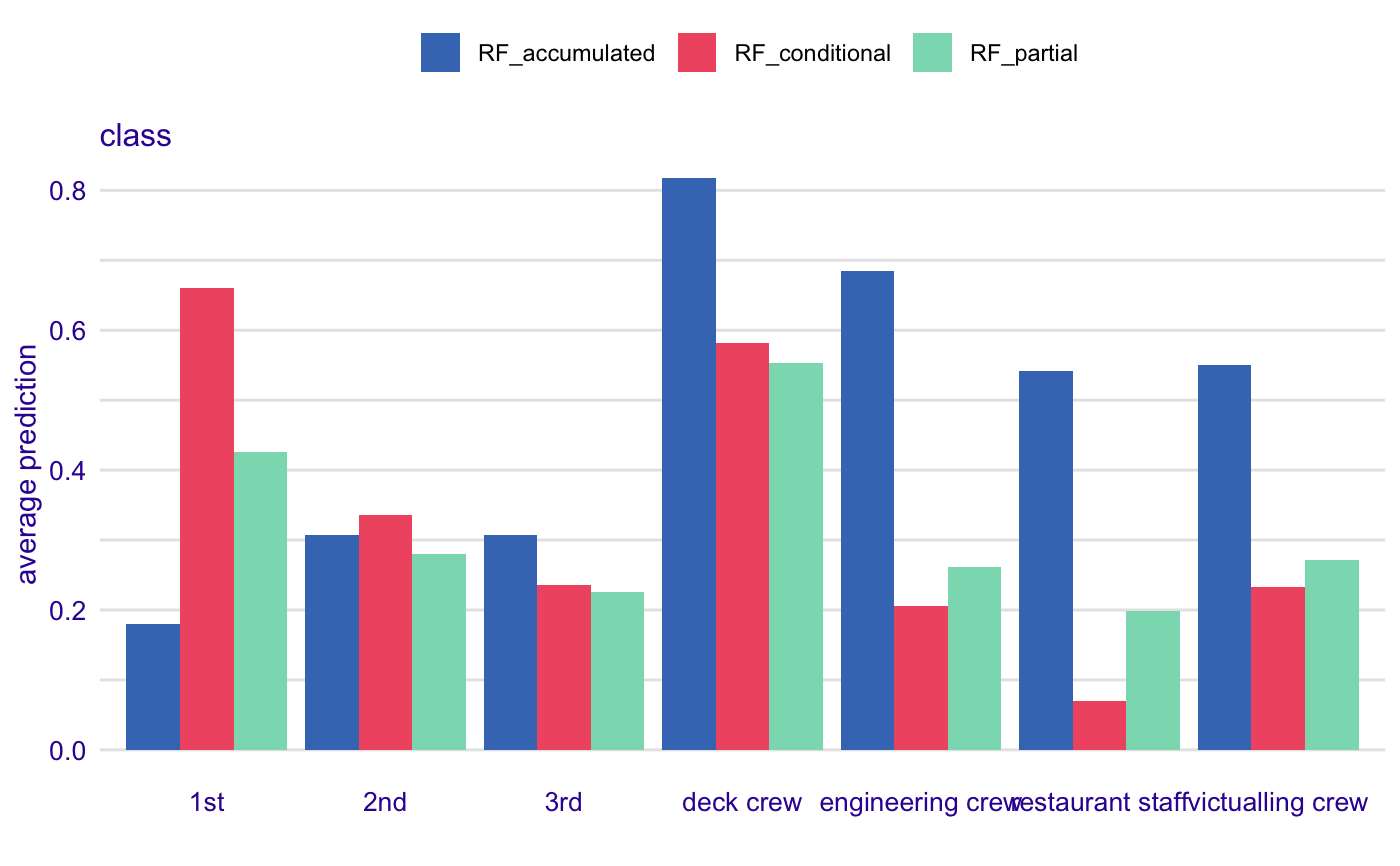 RF_accumulated RF_conditional RF_partial
class
average prediction
0.8
0.6
0.4
0.2
0.0
1st 2nd 3rd deck crew engineering crew restaurant staff victualling crew